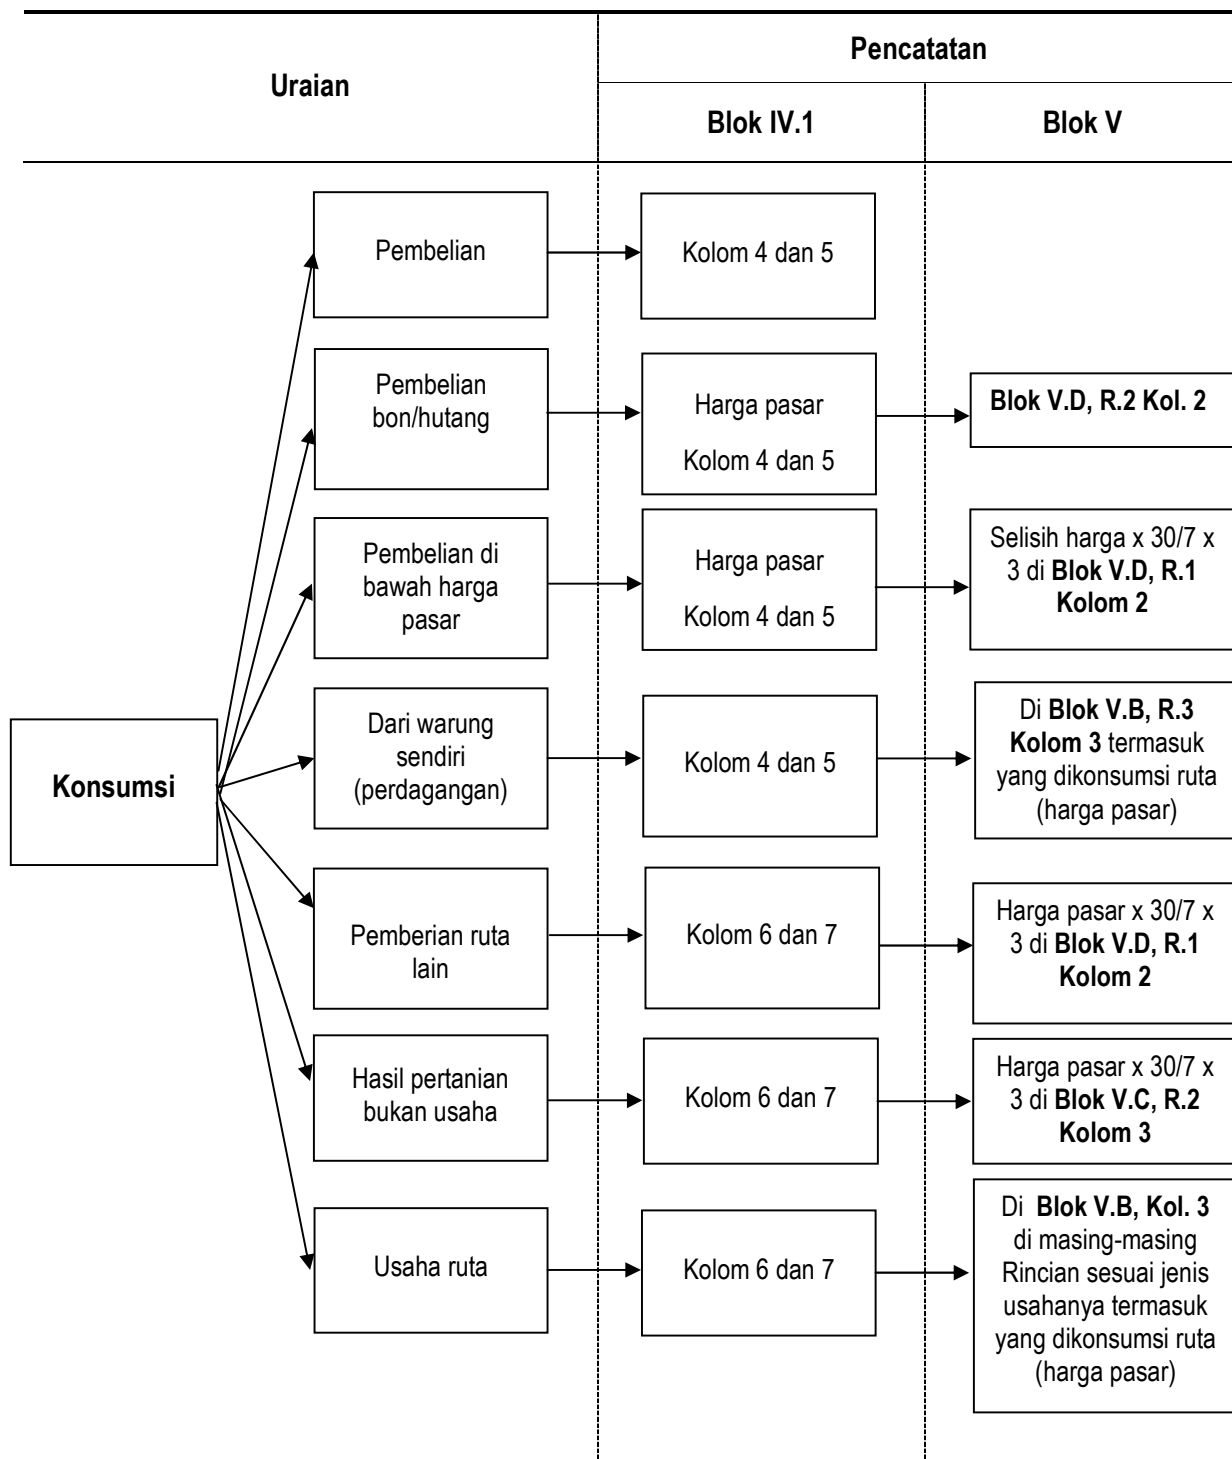 Uraian
Pencatatan
Blok IV.1
Blok V
Konsumsi
Pembelian
Kolom 4 dan 5
Pembelian
bon/hutang
Harga pasar
Kolom 4 dan 5
Blok V.D, R.2 Kol. 2
Pembelian di
bawah harga
pasar
Harga pasar
Kolom 4 dan 5
Selisih harga x 30/7 x
3 di Blok V.D, R.1
Kolom 2
Dari warung
sendiri
(perdagangan)
Kolom 4 dan 5
Di Blok V.B, R.3
Kolom 3 termasuk
yang dikonsumsi ruta
(harga pasar)
Pemberian ruta
lain
Kolom 6 dan 7
Harga pasar x 30/7 x
3 di Blok V.D, R.1
Kolom 2
Hasil pertanian
bukan usaha
Kolom 6 dan 7
Harga pasar x 30/7 x
3 di Blok V.C, R.2
Kolom 3
Usaha ruta
Kolom 6 dan 7
Di Blok V.B, Kol. 3
di masing-masing
Rincian sesuai jenis
usahanya termasuk
yang dikonsumsi ruta
(harga pasar)